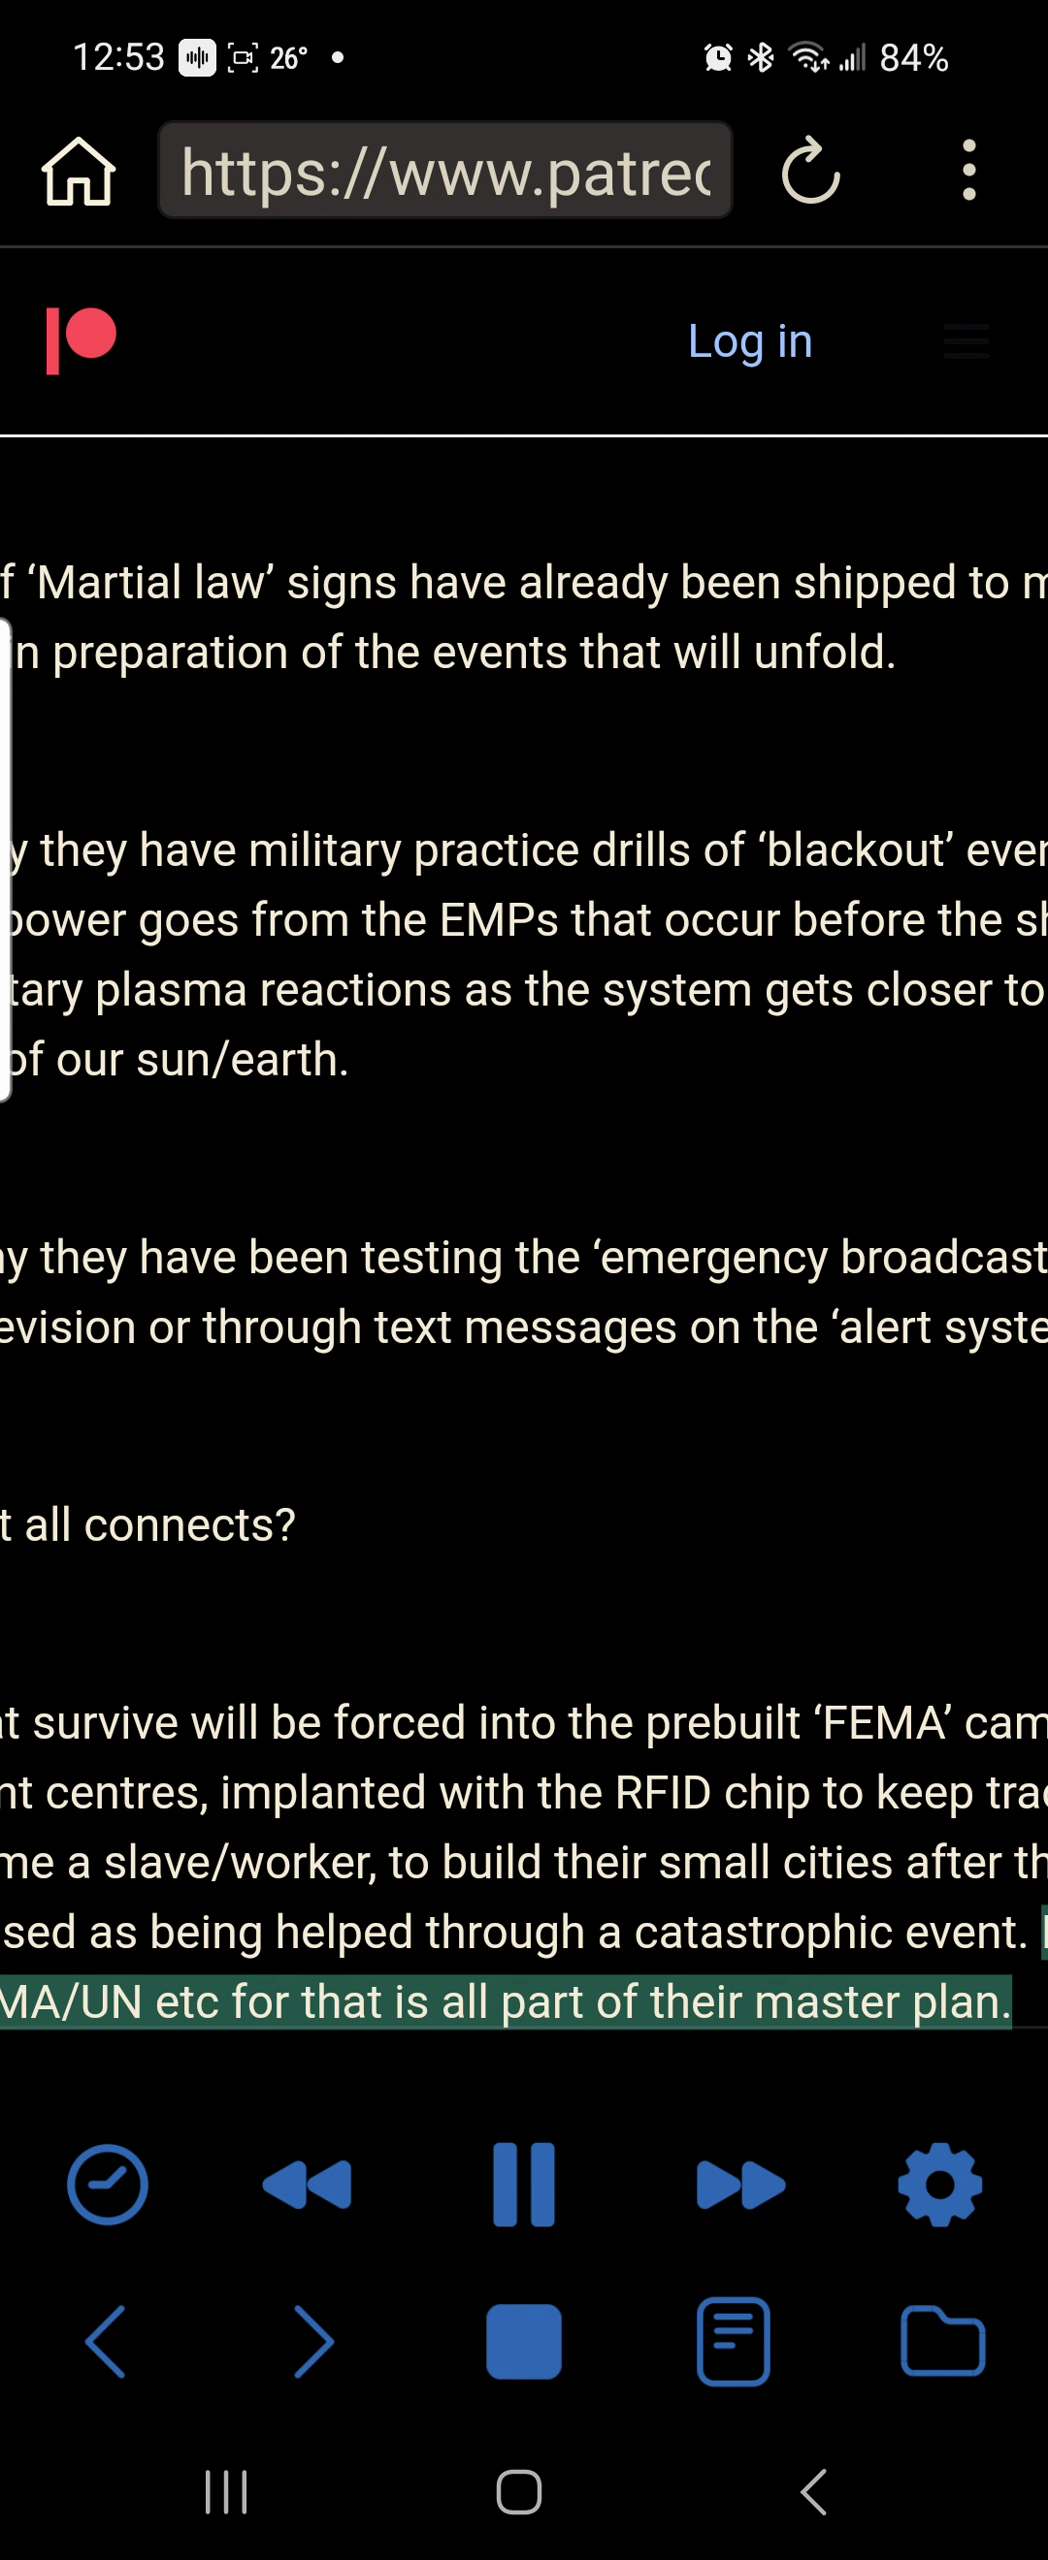 12:53 26° 84%
https://www.patrec
Log in
f ‘Martial law’ signs have already been shipped to m
in preparation of the events that will unfold.
y they have military practice drills of ‘blackout’ ever
power goes from the EMPs that occur before the sh
tary plasma reactions as the system gets closer to
of our sun/earth.
ny they have been testing the ‘emergency broadcast
evision or through text messages on the ‘alert syste
t all connects?
at survive will be forced into the prebuilt ‘FEMA’ cam
nt centres, implanted with the RFID chip to keep trac
me a slave/worker, to build their small cities after th
sed as being helped through a catastrophic event.
MA/UN etc for that is all part of their master plan.